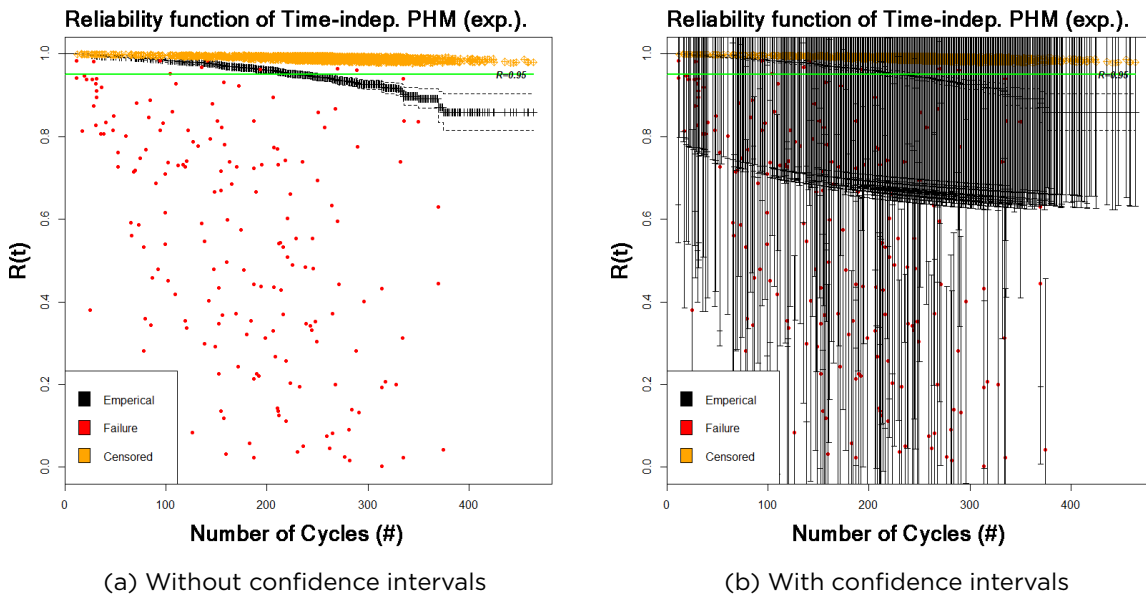 Reliability function of Time-indep. PHM (exp.).
R(t)
1.0
0.8
0.6
0.4
0.2
0.0
R=0.95
Emperical
Failure
Censored
0
100
200
300
400
Number of Cycles (#)
(a) Without confidence intervals
Reliability function of Time-indep. PHM (exp.).
R(t)
1.0
0.8
0.6
0.4
0.2
0.0
R=0.95
Emperical
Failure
Censored
0
100
200
300
400
Number of Cycles (#)
(b) With confidence intervals